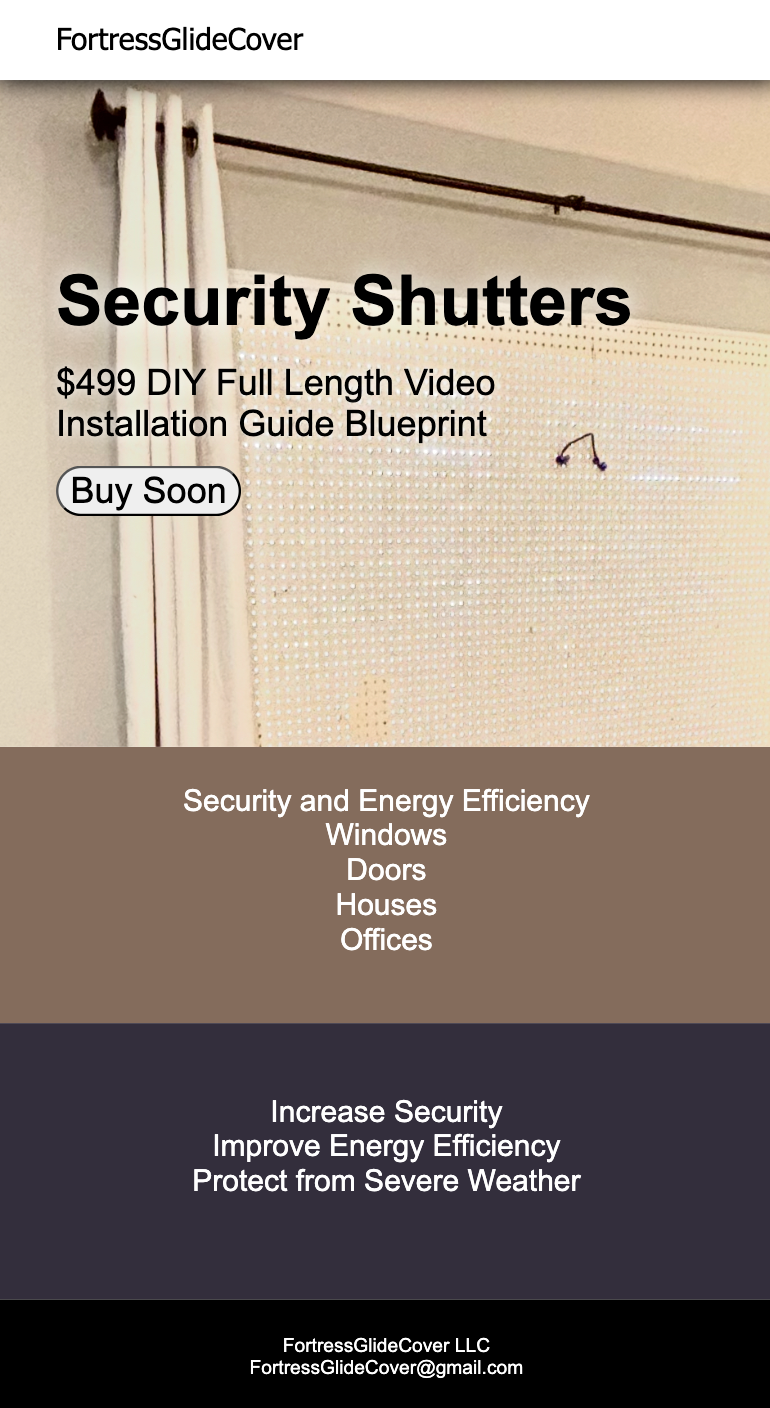 FortressGlideCover
Security Shutters
$499 DIY Full Length Video
Installation Guide Blueprint
Buy Soon
Security and Energy Efficiency
Windows
Doors
Houses
Offices
Increase Security
Improve Energy Efficiency
Protect from Severe Weather
FortressGlideCover LLC
FortressGlideCover@gmail.com